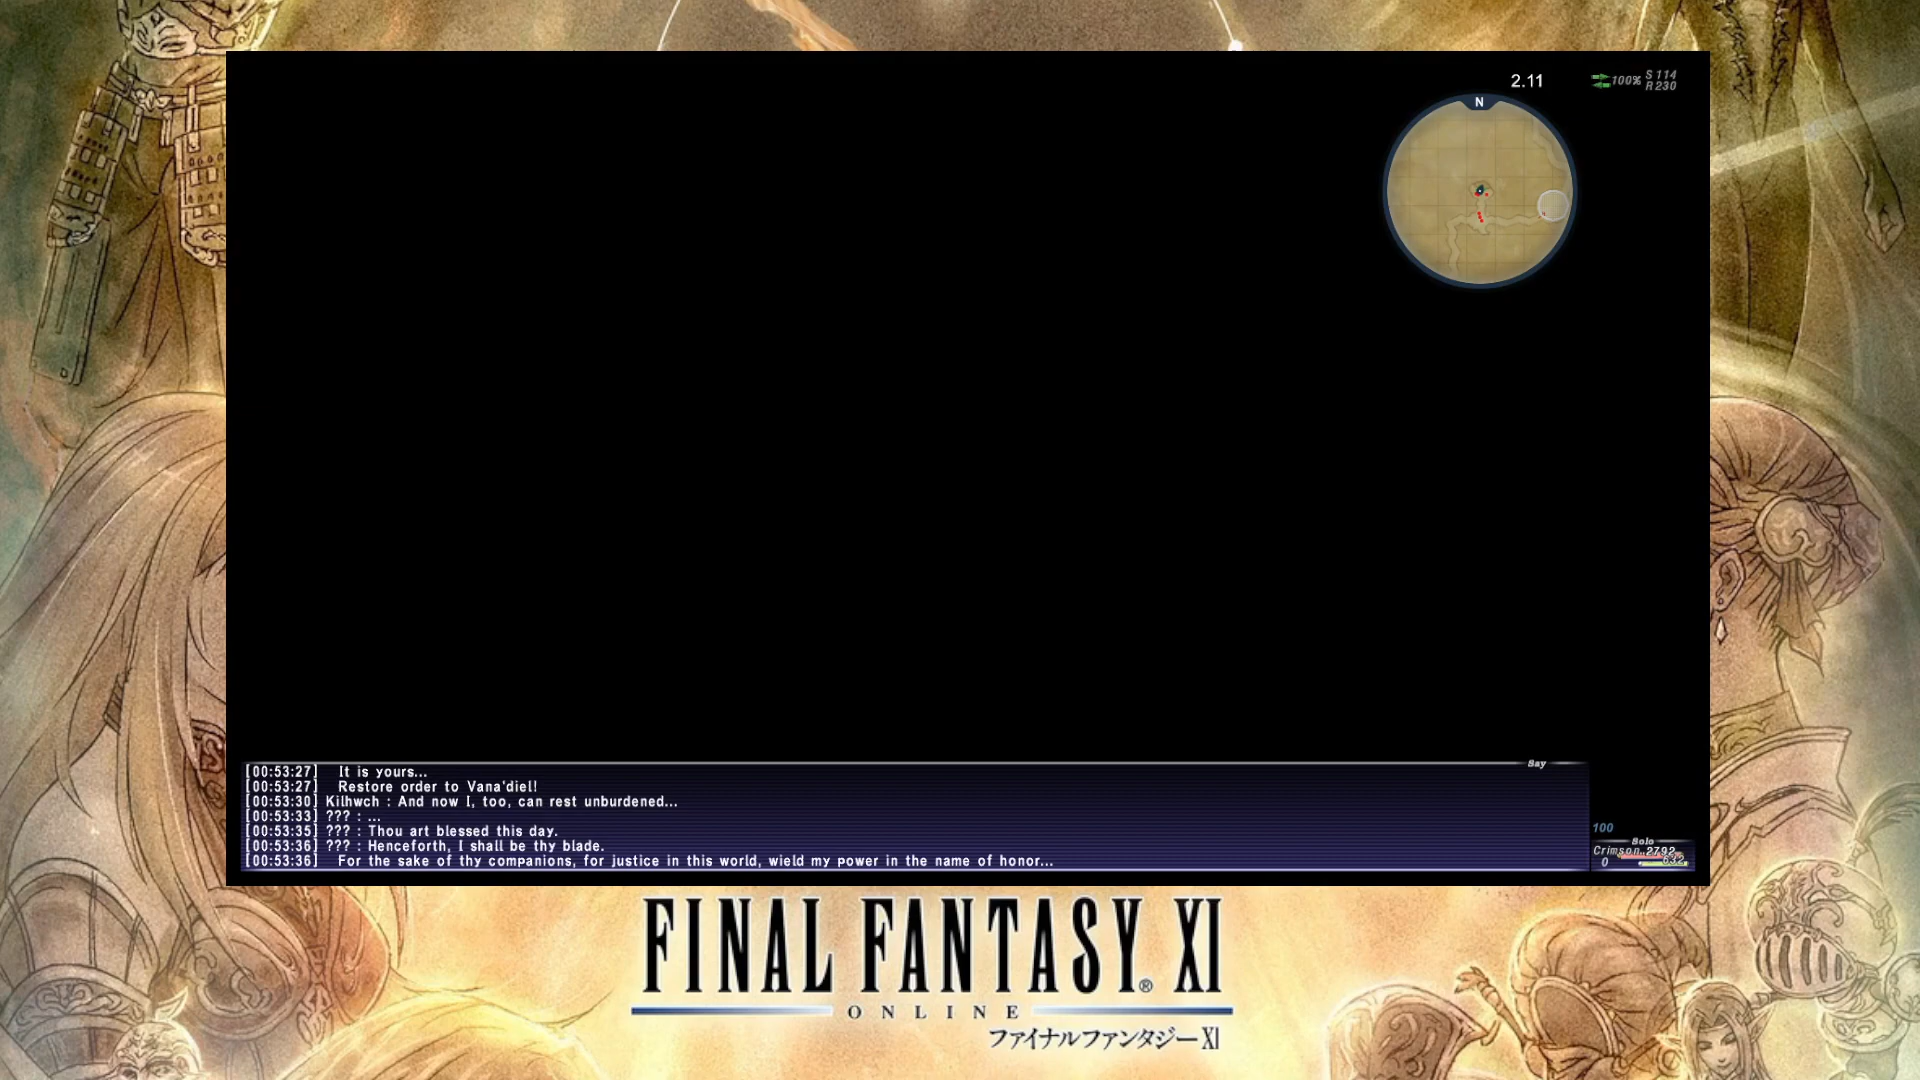 2.11
100% S 114
R 230
N
Say
[00:53:27] It is yours...
[00:53:27] Restore order to Vana'diel!
[00:53:30] Kilhwch : And now I, too, can rest unburdened...
[00:53:33] ??? : ...
[00:53:35] ??? : Thou art blessed this day.
[00:53:36] ??? : Henceforth, I shall be thy blade.
[00:53:36] For the sake of thy companions, for justice in this world, wield my power in the name of honor...
100
Solo
Crimson.. 2792
0 632
FINAL FANTASY® XI
ONLINE
ファイナルファンタジーXI